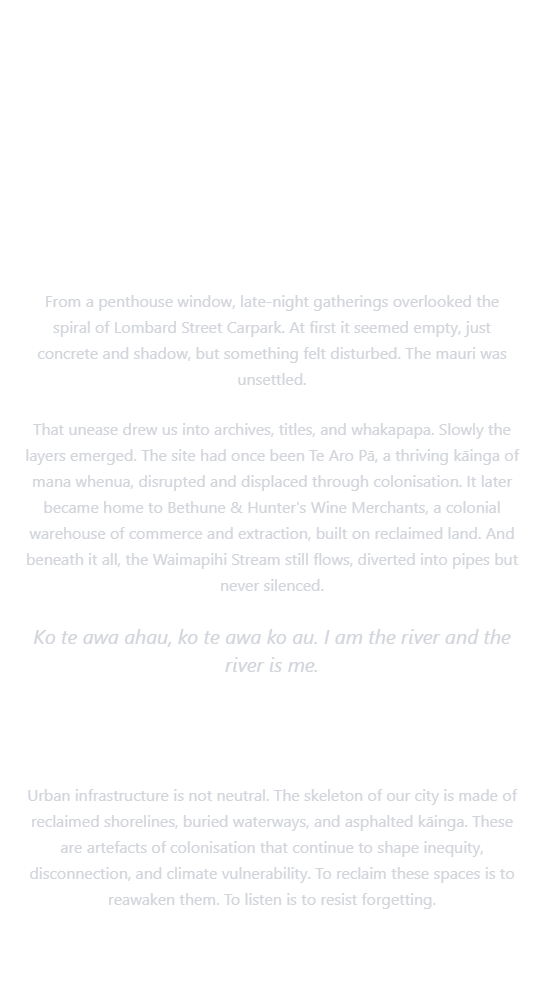 From a penthouse window, late-night gatherings overlooked the
spiral of Lombard Street Carpark. At first it seemed empty, just
concrete and shadow, but something felt disturbed. The mauri was
unsettled.
That unease drew us into archives, titles, and whakapapa. Slowly the
layers emerged. The site had once been Te Aro Pā, a thriving kāinga of
mana whenua, disrupted and displaced through colonisation. It later
became home to Bethune & Hunter's Wine Merchants, a colonial
warehouse of commerce and extraction, built on reclaimed land. And
beneath it all, the Waimapihi Stream still flows, diverted into pipes but
never silenced.
Ko te awa ahau, ko te awa ko au. I am the river and the
river is me.
Urban infrastructure is not neutral. The skeleton of our city is made of
reclaimed shorelines, buried waterways, and asphalted kāinga. These
are artefacts of colonisation that continue to shape inequity,
disconnection, and climate vulnerability. To reclaim these spaces is to
reawaken them. To listen is to resist forgetting.